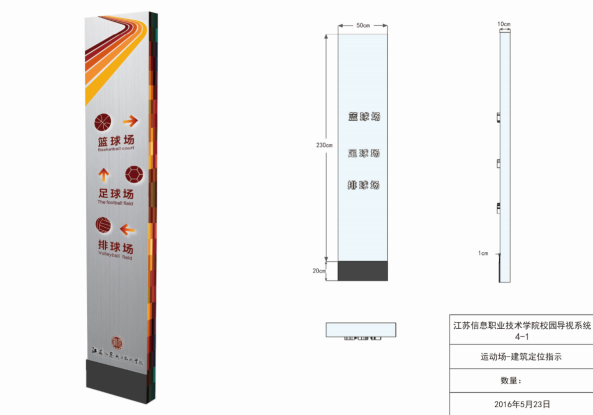 篮球场
Basketball court
足球场
The football field
排球场
Volleyball field
50cm
230cm
20cm
篮球场
足球场
排球场
10cm
1cm
江苏信息职业技术学院校园导视系统
4-1
运动场-建筑定位指示
数量:
2016年5月23日